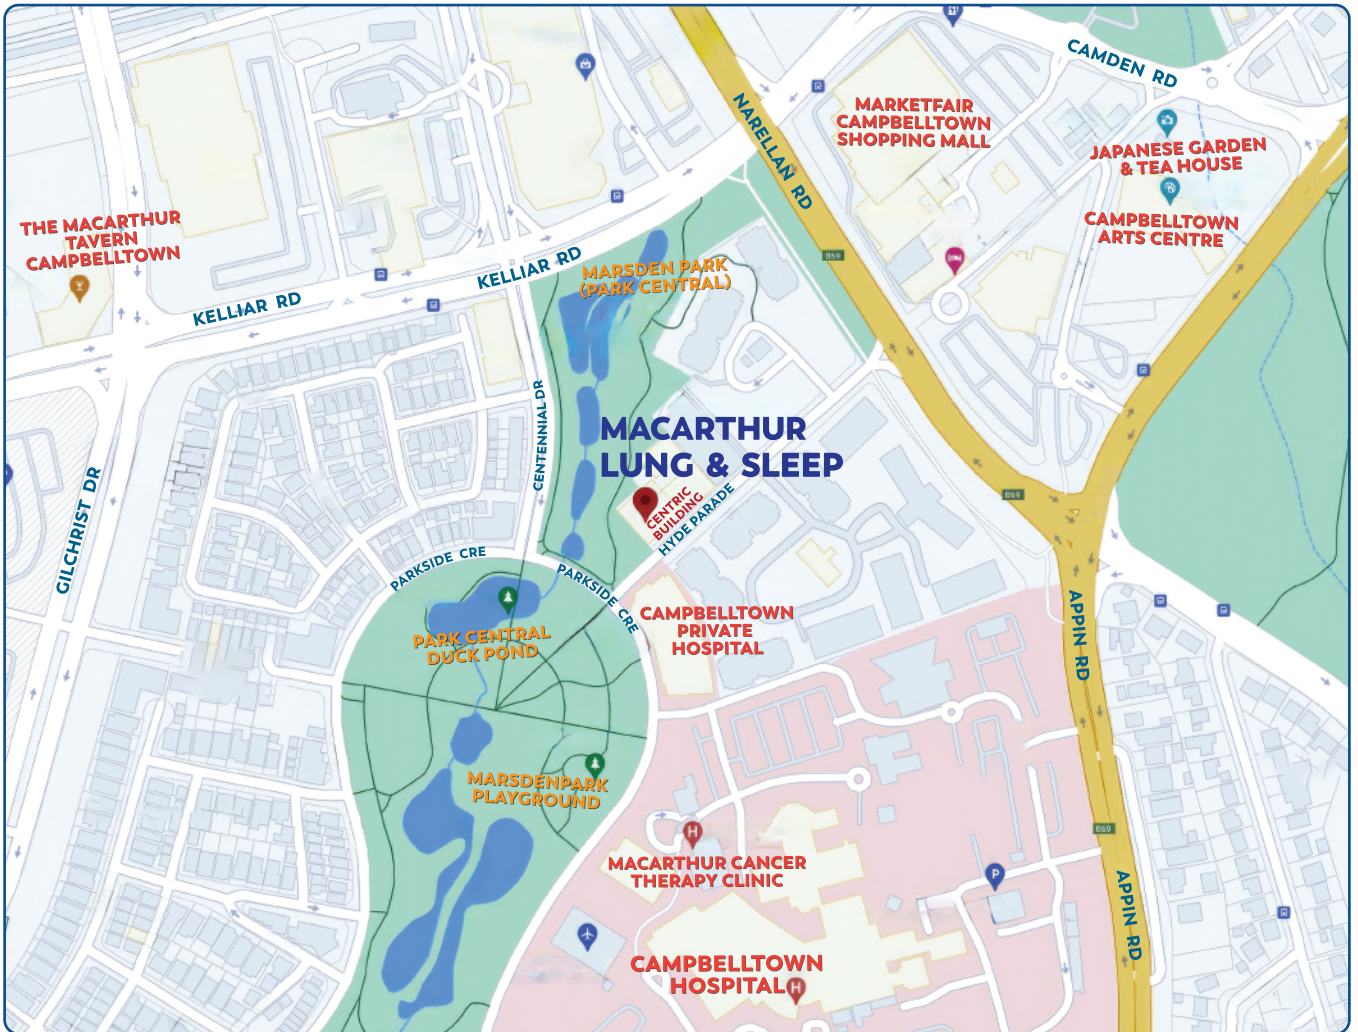 CAMDEN RD
NARELLAN RD
MARKETFAIR
CAMPBELLTOWN
SHOPPING MALL
JAPANESE GARDEN
& TEA HOUSE
CAMPBELLTOWN
ARTS CENTRE
THE MACARTHUR
TAVERN
CAMPBELLTOWN
KELLIAR RD
KELLIAR RD
MARSDEN PARK
(PARK CENTRAL)
B69
CENTENNIAL DR
MACARTHUR
LUNG & SLEEP
CENTRIC
BUILDING
HYDE PARADE
B69
GILCHRIST DR
PARKSIDE CRE
PARKSIDE CRE
CAMPBELLTOWN
PRIVATE
HOSPITAL
APPIN RD
PARK CENTRAL
DUCK POND
MARSDENPARK
PLAYGROUND
B69
H
MACARTHUR CANCER
THERAPY CLINIC
P
APPIN RD
CAMPBELLTOWN
HOSPITAL
H